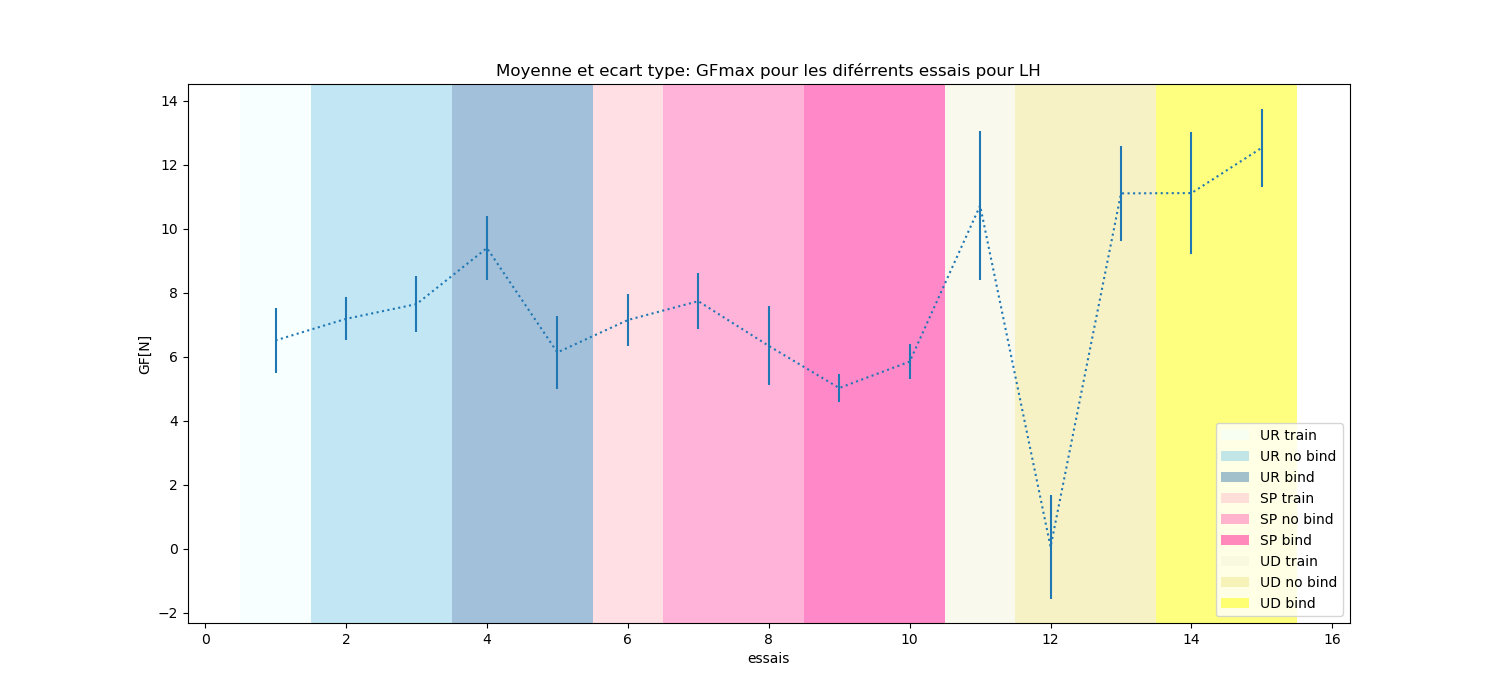 Moyenne et ecart type: GFmax pour les diférrents essais pour LH
14
12
10
8
6
4
2
0
−2
GF[N]
0 2 4 6 8 10 12 14 16
essais
UR train
UR no bind
UR bind
SP train
SP no bind
SP bind
UD train
UD no bind
UD bind